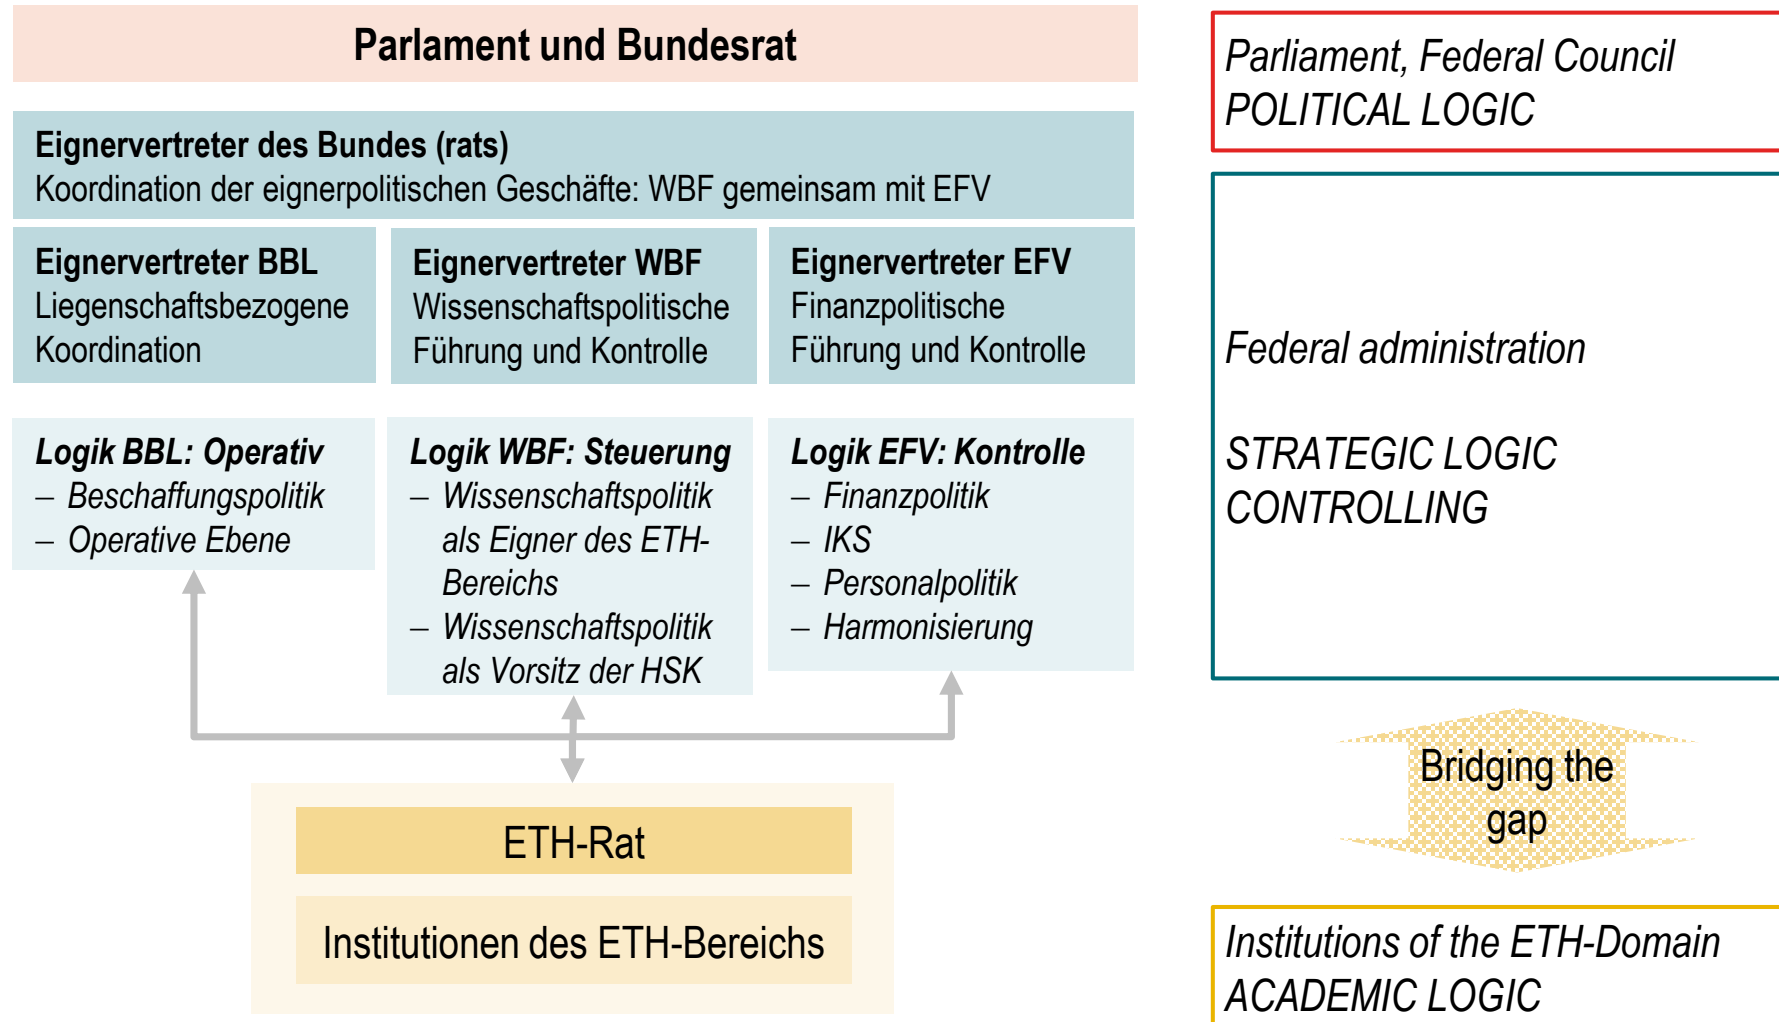 Parlament und Bundesrat
Eignervertreter des Bundes (rats)
Koordination der eignerpolitischen Geschäfte: WBF gemeinsam mit EFV
Eignervertreter BBL
Liegenschaftsbezogene
Koordination
Eignervertreter WBF
Wissenschaftspolitische
Führung und Kontrolle
Eignervertreter EFV
Finanzpolitische
Führung und Kontrolle
Logik BBL: Operativ
– Beschaffungspolitik
– Operative Ebene
Logik WBF: Steuerung
– Wissenschaftspolitik
als Eigner des ETH-
Bereichs
– Wissenschaftspolitik
als Vorsitz der HSK
Logik EFV: Kontrolle
– Finanzpolitik
– IKS
– Personalpolitik
– Harmonisierung
ETH-Rat
Institutionen des ETH-Bereichs
Parliament, Federal Council
POLITICAL LOGIC
Federal administration
STRATEGIC LOGIC
CONTROLLING
Bridging the
gap
Institutions of the ETH-Domain
ACADEMIC LOGIC